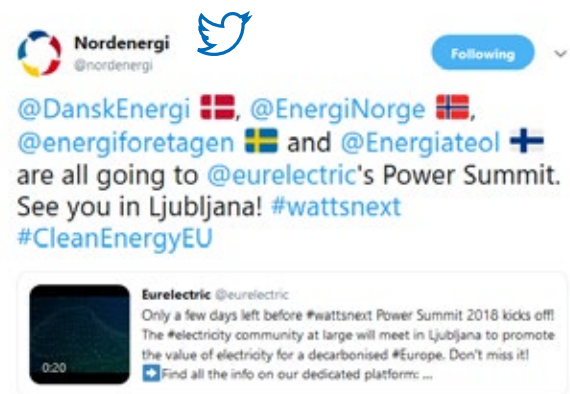 Nordenergi
@nordenergi
Following
@DanskEnergi 🇩🇰, @EnergiNorge 🇳🇴,
@energiforetagen 🇸🇪 and @Energiateol 🇫🇮
are all going to @eurelectric's Power Summit.
See you in Ljubljana! #wattsnext
#CleanEnergyEU
Eurelectric @eurelectric
Only a few days left before #wattsnext Power Summit 2018 kicks off!
The #electricity community at large will meet in Ljubljana to promote
the value of electricity for a decarbonised #Europe. Don't miss it!
➡️Find all the info on our dedicated platform: ...
0:20